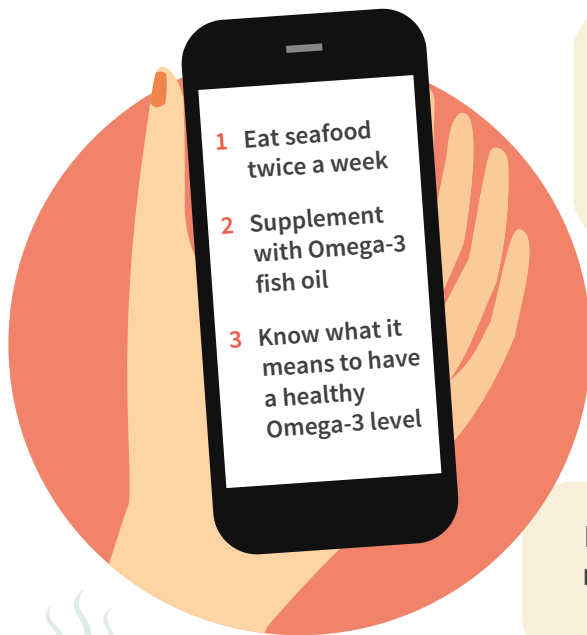 1 Eat seafood
twice a week
2 Supplement
with Omega-3
fish oil
3 Know what it
means to have
a healthy
Omega-3 level